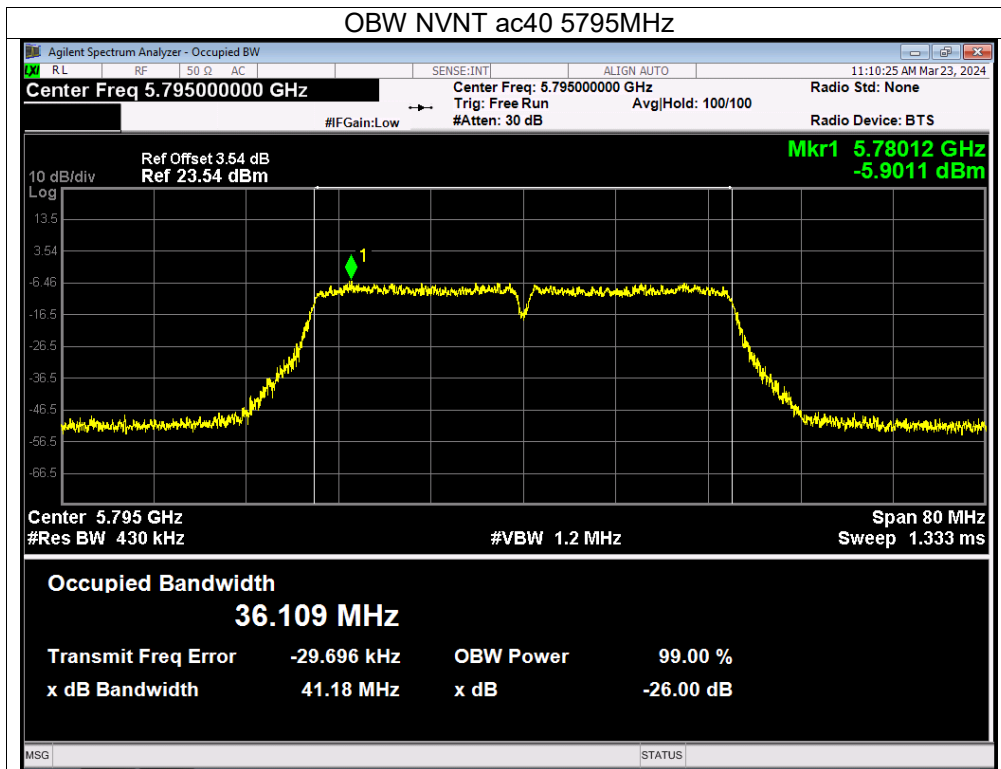 OBW NVNT ac40 5795MHz
Agilent Spectrum Analyzer - Occupied BW
LXI RL RF 50 Ω AC SENSE:INT ALIGN AUTO 11:10:25 AM Mar 23, 2024
Center Freq 5.795000000 GHz Center Freq: 5.795000000 GHz Radio Std: None
Trig: Free Run Avg|Hold: 100/100
#IFGain:Low #Atten: 30 dB Radio Device: BTS
Mkr1 5.78012 GHz
-5.9011 dBm
Ref Offset 3.54 dB
10 dB/div Ref 23.54 dBm
Log
13.5
3.54
1
-6.46
-16.5
-26.5
-36.5
-46.5
-56.5
-66.5
Center 5.795 GHz Span 80 MHz
#Res BW 430 kHz #VBW 1.2 MHz Sweep 1.333 ms
Occupied Bandwidth
36.109 MHz
Transmit Freq Error -29.696 kHz OBW Power 99.00 %
x dB Bandwidth 41.18 MHz x dB -26.00 dB
MSG STATUS